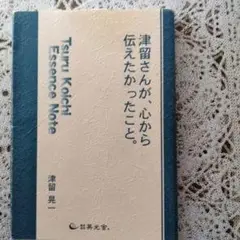 津留さんが、心から
伝えたかったこと。
Tsuru Koichi
Essence Note
津留 晃一